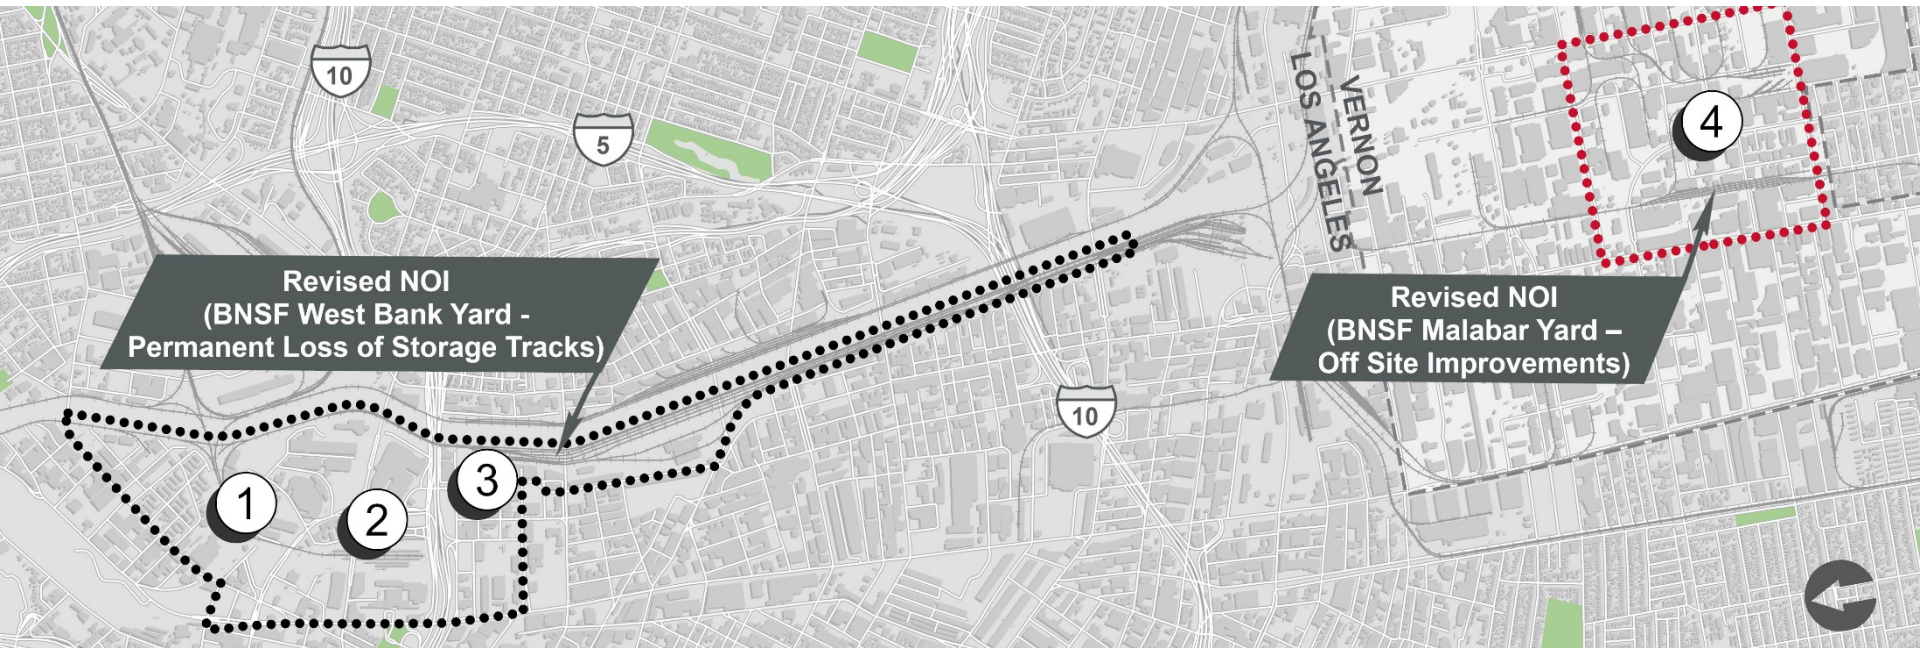 10
5
VERNON
LOS ANGELES
4
Revised NOI
(BNSF West Bank Yard -
Permanent Loss of Storage Tracks)
Revised NOI
(BNSF Malabar Yard –
Off Site Improvements)
10
3
1
2